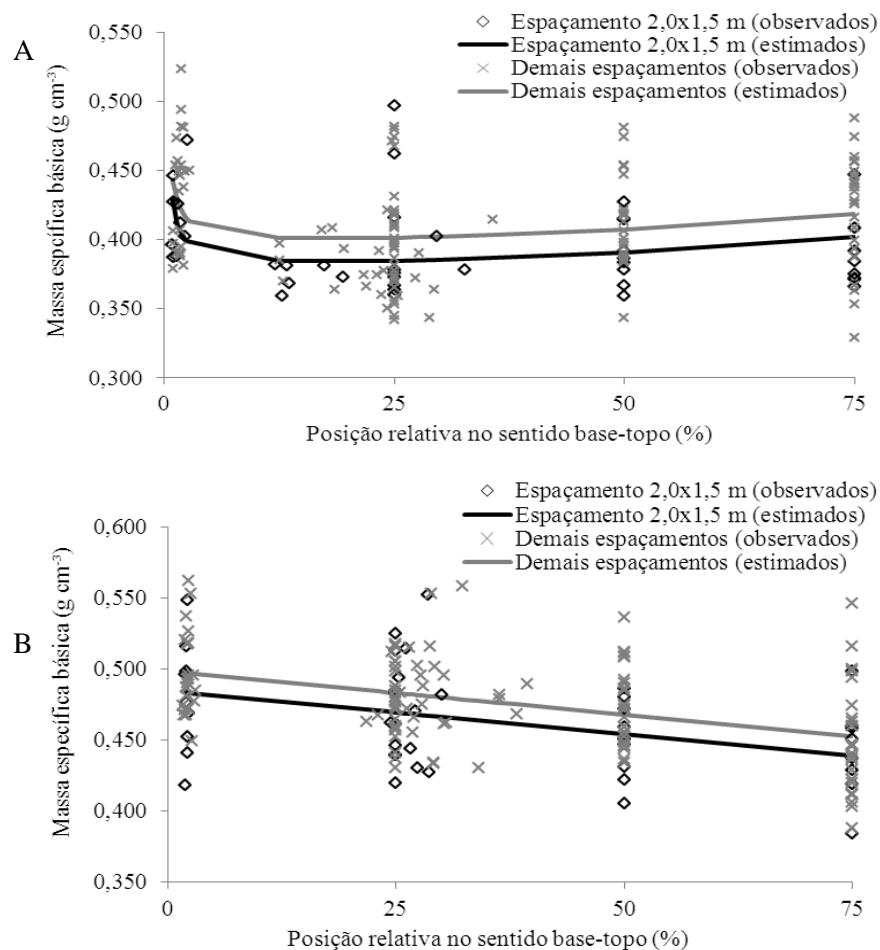 A
Massa espcífica básica (g cm-3)
0,550
0,500
0,450
0,400
0,350
0,300
Espaçamento 2,0x1,5 m (observados)
Espaçamento 2,0x1,5 m (estimados)
Demais espaçamentos (observados)
Demais espaçamentos (estimados)
0
25
50
75
Posição relativa no sentido base-topo (%)
B
Massa específica básica (g cm-3)
0,600
0,550
0,500
0,450
0,400
0,350
Espaçamento 2,0x1,5 m (observados)
Espaçamento 2,0x1,5 m (estimados)
Demais espaçamentos (observados)
Demais espaçamentos (estimados)
0
25
50
75
Posição relativa no sentido base-topo (%)